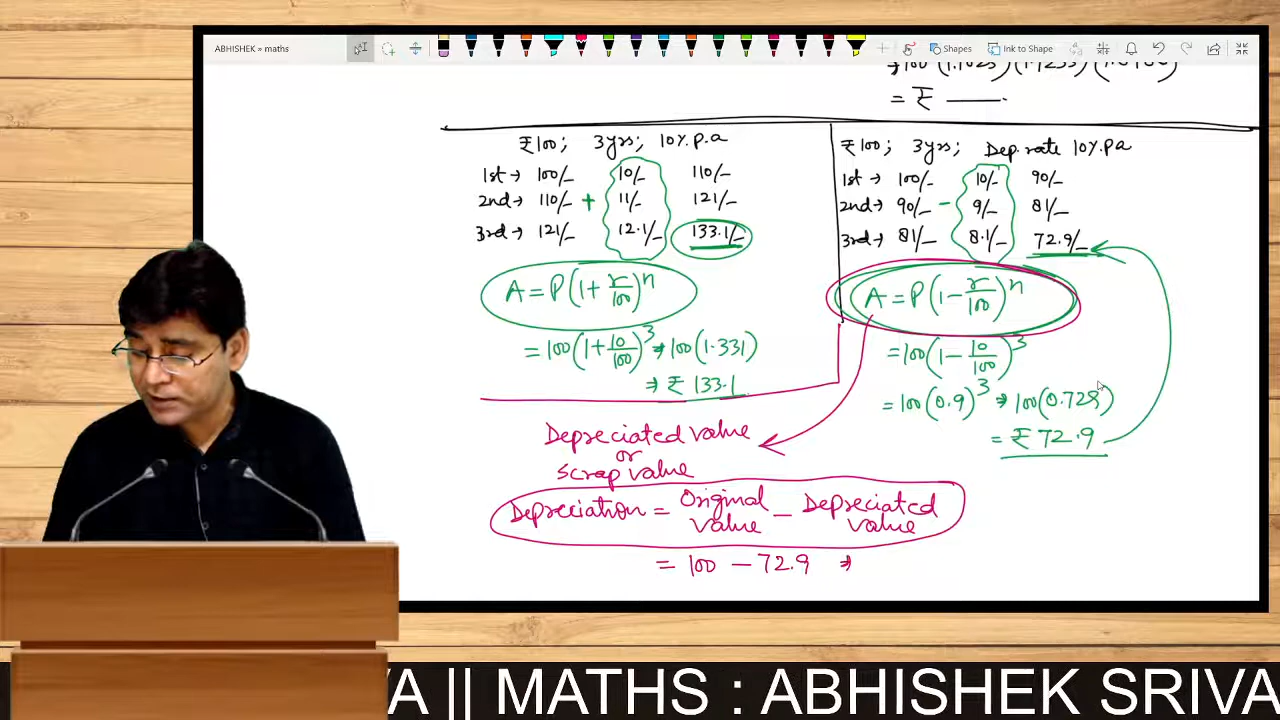 ABHISHEK » maths
Shapes
Ink to Shape
= ₹ ——.
₹100; 3yrs; 10% p.a
1st → 100/- 10/- 110/-
2nd → 110/- + 11/- 121/-
3rd → 121/- 12.1/- 133.1/-
A = P(1 + r/100)^n
= 100(1 + 10/100)^3 ⇒ 100(1.331)
⇒ ₹ 133.1
₹100; 3yrs; Dep. rate 10% pa
1st → 100/- 10/- 90/-
2nd → 90/- - 9/- 81/-
3rd → 81/- 8.1/- 72.9/-
A = P(1 - r/100)^n
= 100(1 - 10/100)^3
= 100(0.9)^3 ⇒ 100(0.729)
= ₹ 72.9
Depreciated value
or
scrap value
Depreciation = Original value - Depreciated value
= 100 - 72.9 ⇒
VA || MATHS : ABHISHEK SRIVA